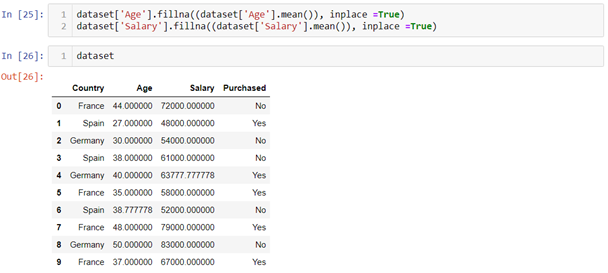 In [25]: 1 dataset['Age'].fillna((dataset['Age'].mean()), inplace =True)
2 dataset['Salary'].fillna((dataset['Salary'].mean()), inplace =True)
In [26]: 1 dataset
Out[26]:
Country Age Salary Purchased
0 France 44.000000 72000.000000 No
1 Spain 27.000000 48000.000000 Yes
2 Germany 30.000000 54000.000000 No
3 Spain 38.000000 61000.000000 No
4 Germany 40.000000 63777.777778 Yes
5 France 35.000000 58000.000000 Yes
6 Spain 38.777778 52000.000000 No
7 France 48.000000 79000.000000 Yes
8 Germany 50.000000 83000.000000 No
9 France 37.000000 67000.000000 Yes